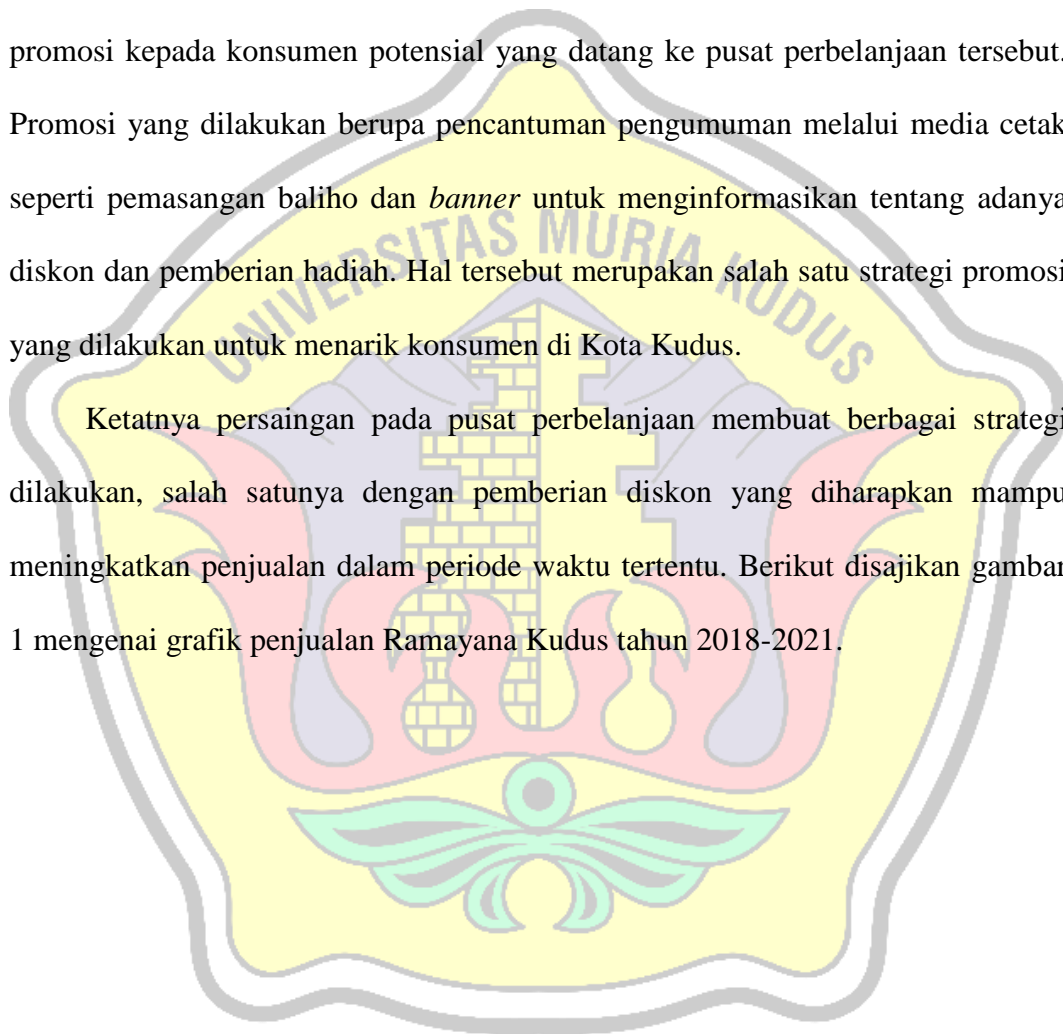 promosi kepada konsumen potensial yang datang ke pusat perbelanjaan tersebut.
Promosi yang dilakukan berupa pencantuman pengumuman melalui media cetak
seperti pemasangan baliho dan banner untuk menginformasikan tentang adanya
diskon dan pemberian hadiah. Hal tersebut merupakan salah satu strategi promosi
yang dilakukan untuk menarik konsumen di Kota Kudus.
Ketatnya persaingan pada pusat perbelanjaan membuat berbagai strategi
dilakukan, salah satunya dengan pemberian diskon yang diharapkan mampu
meningkatkan penjualan dalam periode waktu tertentu. Berikut disajikan gambar
1 mengenai grafik penjualan Ramayana Kudus tahun 2018-2021.
UNIVERSITAS MURIA KUDUS